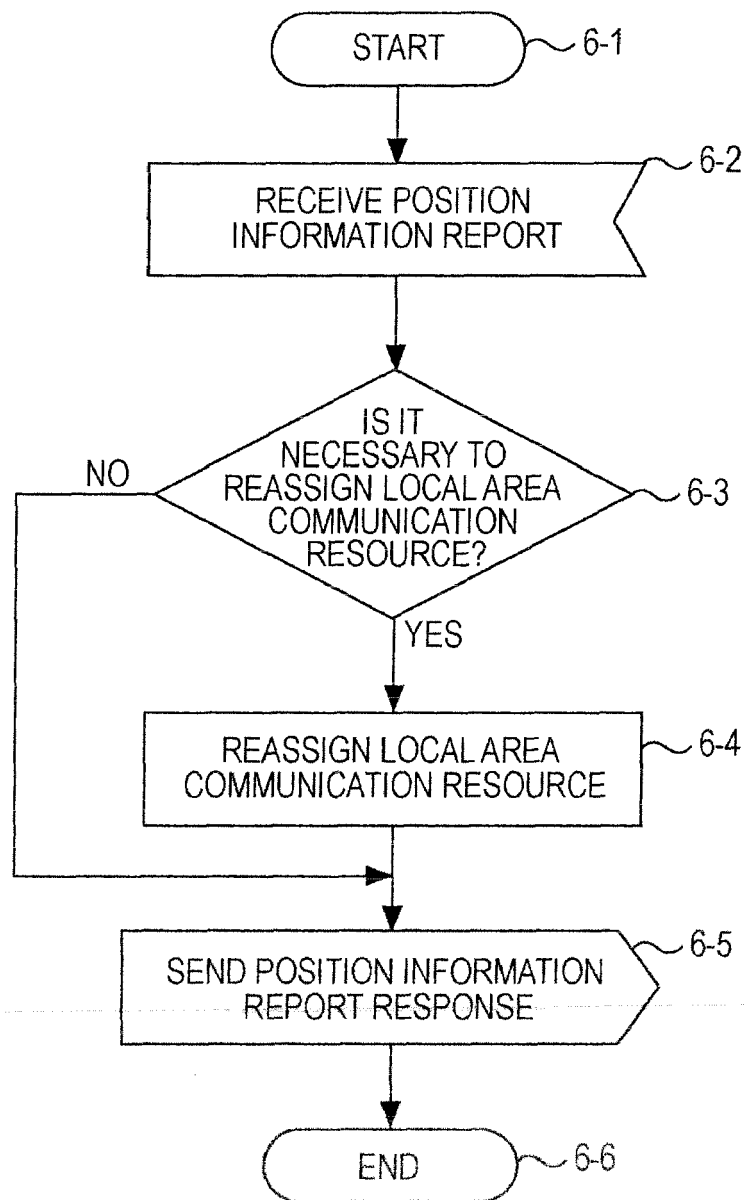 START
6-1
6-2
RECEIVE POSITION
INFORMATION REPORT
IS IT
NECESSARY TO
REASSIGN LOCAL AREA
COMMUNICATION
RESOURCE?
NO
6-3
YES
REASSIGN LOCAL AREA
COMMUNICATION RESOURCE
6-4
6-5
SEND POSITION INFORMATION
REPORT RESPONSE
END
6-6